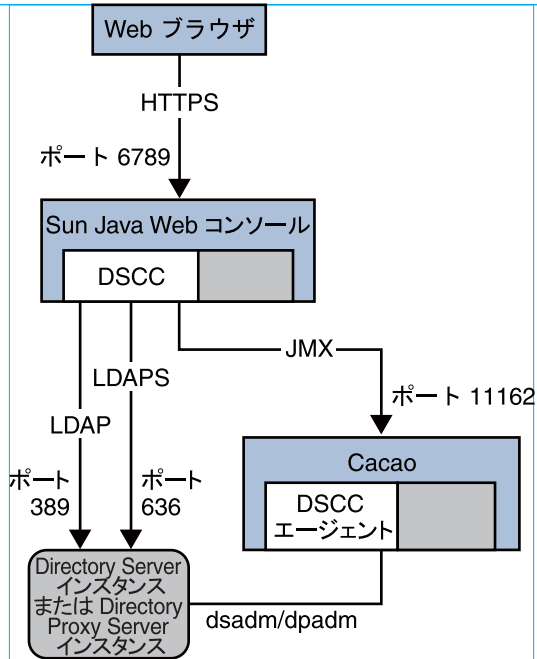 Web ブラウザ
HTTPS
ポート 6789
Sun Java Web コンソール
DSCC
JMX
LDAPS
LDAP
ポート 11162
ポート
389
ポート
636
Cacao
DSCC
エージェント
Directory Server
インスタンス
または Directory
Proxy Server
インスタンス
dsadm/dpadm